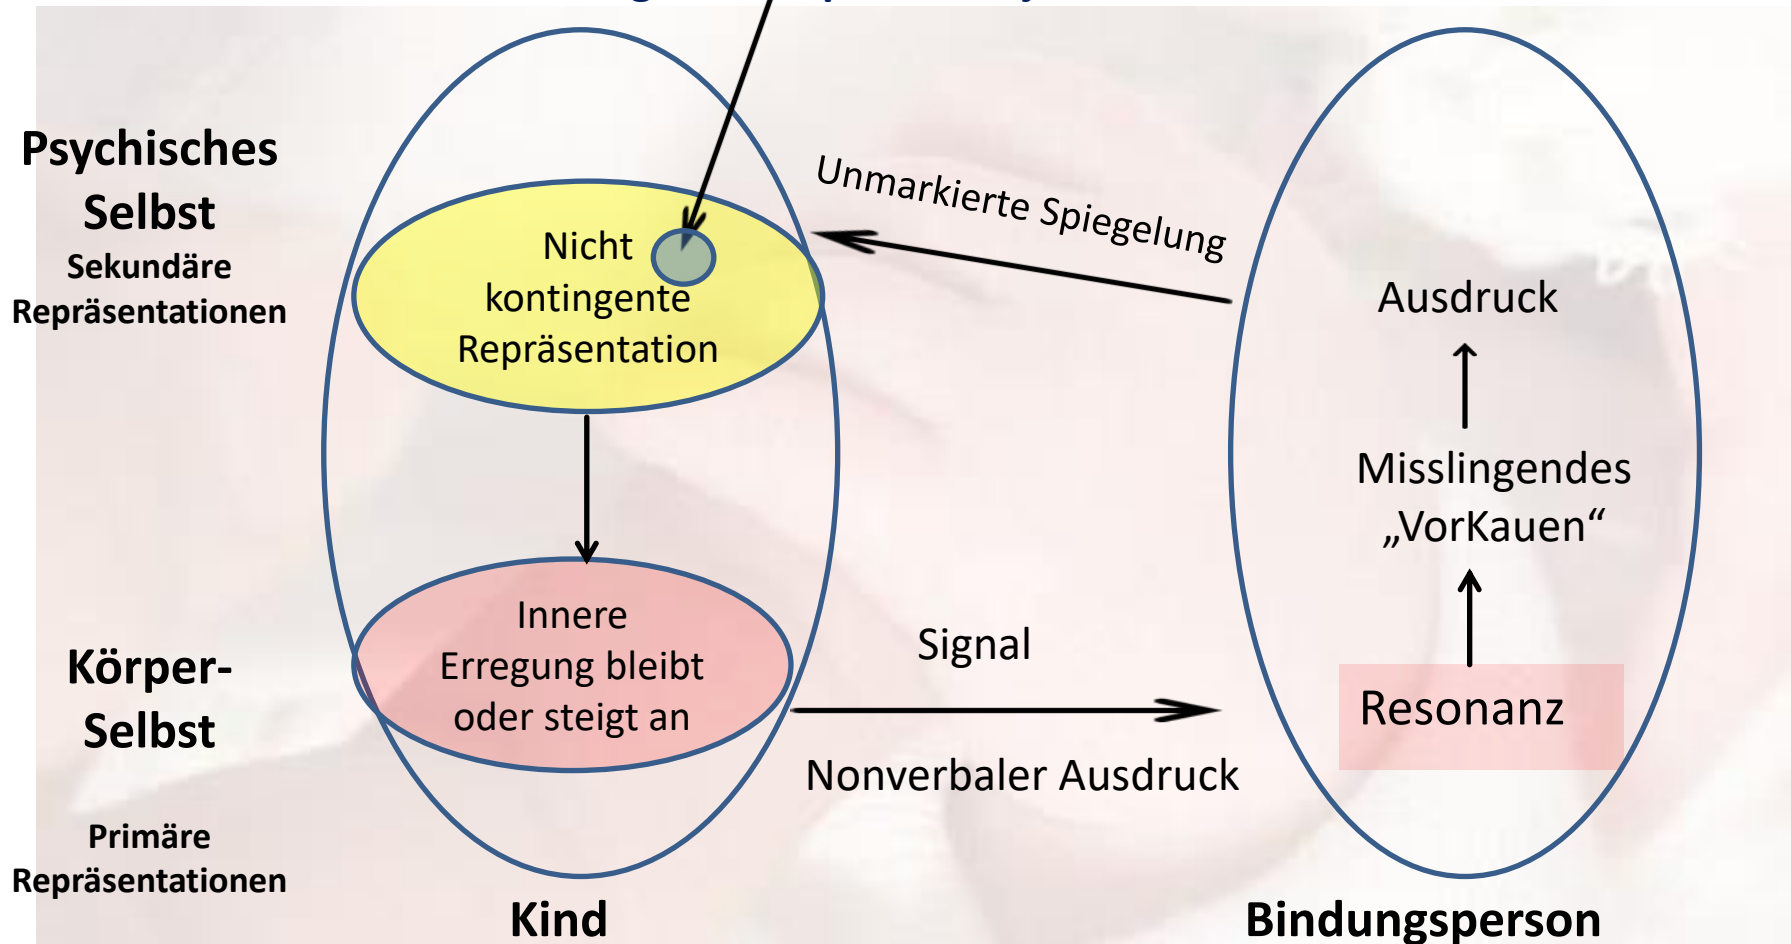 Psychisches
Selbst
Sekundäre
Repräsentationen
Nicht
kontingente
Repräsentation
Unmarkierte Spiegelung
Ausdruck
Misslingendes
„VorKauen“
Resonanz
Innere
Erregung bleibt
oder steigt an
Signal
Nonverbaler Ausdruck
Körper-
Selbst
Primäre
Repräsentationen
Kind
Bindungsperson